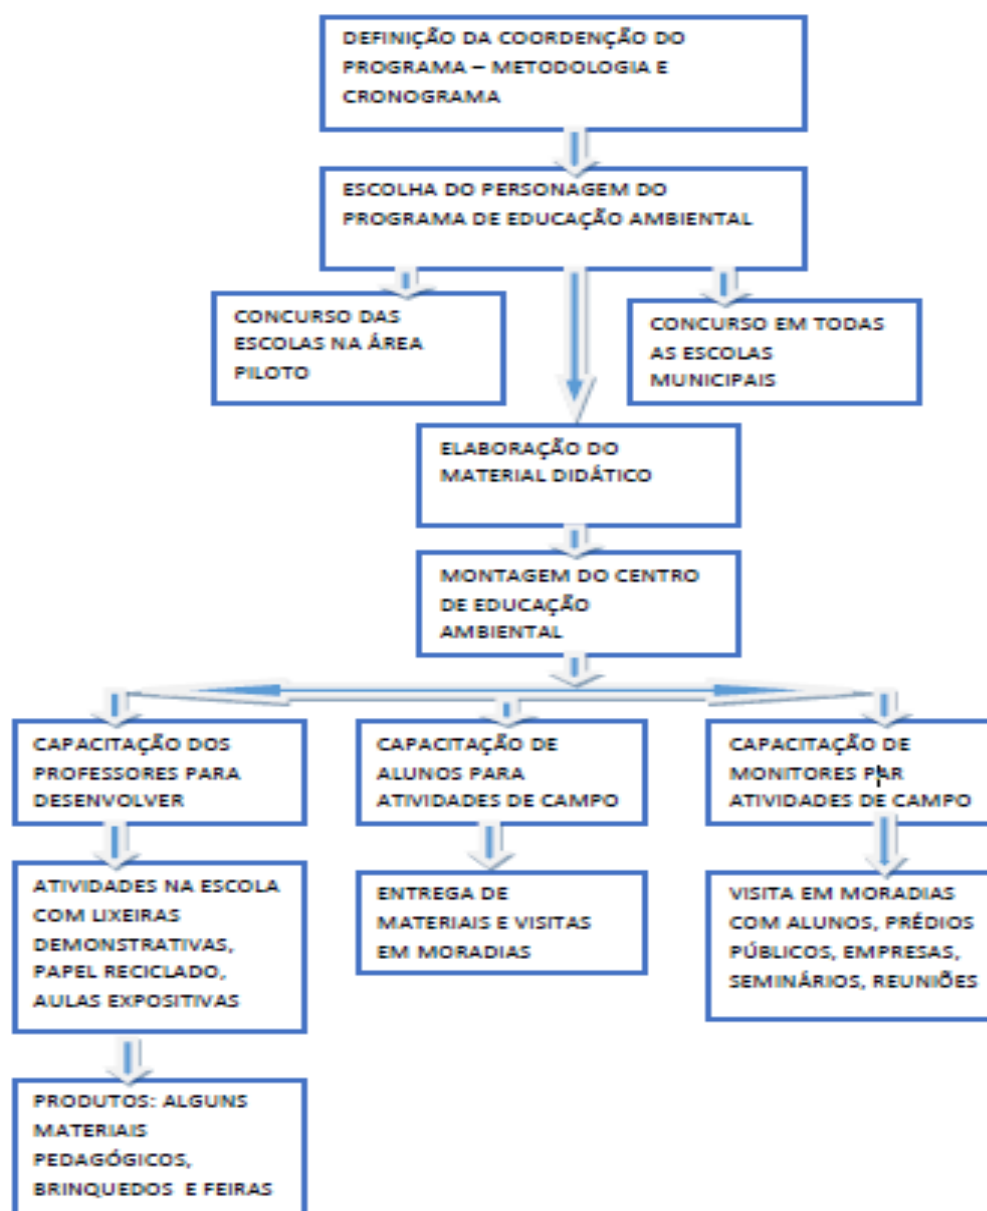 DEFINIÇÃO DA COORDENÇÃO DO
PROGRAMA – METODOLOGIA E
CRONOGRAMA
ESCOLHA DO PERSONAGEM DO
PROGRAMA DE EDUCAÇÃO AMBIENTAL
CONCURSO DAS
ESCOLAS NA ÁREA
PILOTO
CONCURSO EM TODAS
AS ESCOLAS
MUNICIPAIS
ELABORAÇÃO DO
MATERIAL DIDÁTICO
MONTAGEM DO CENTRO
DE EDUCAÇÃO
AMBIENTAL
CAPACITAÇÃO DOS
PROFESSORES PARA
DESENVOLVER
CAPACITAÇÃO DE
ALUNOS PARA
ATIVIDADES DE CAMPO
CAPACITAÇÃO DE
MONITORES PAR
ATIVIDADES DE CAMPO
ATIVIDADES NA ESCOLA
COM LIXEIRAS
DEMONSTRATIVAS,
PAPEL RECICLADO,
AULAS EXPOSITIVAS
ENTREGA DE
MATERIAIS E VISITAS
EM MORADIAS
VISITA EM MORADIAS
COM ALUNOS, PRÉDIOS
PÚBLICOS, EMPRESAS,
SEMINÁRIOS, REUNIÕES
PRODUTOS: ALGUNS
MATERIAIS
PEDAGÓGICOS,
BRINQUEDOS E FEIRAS